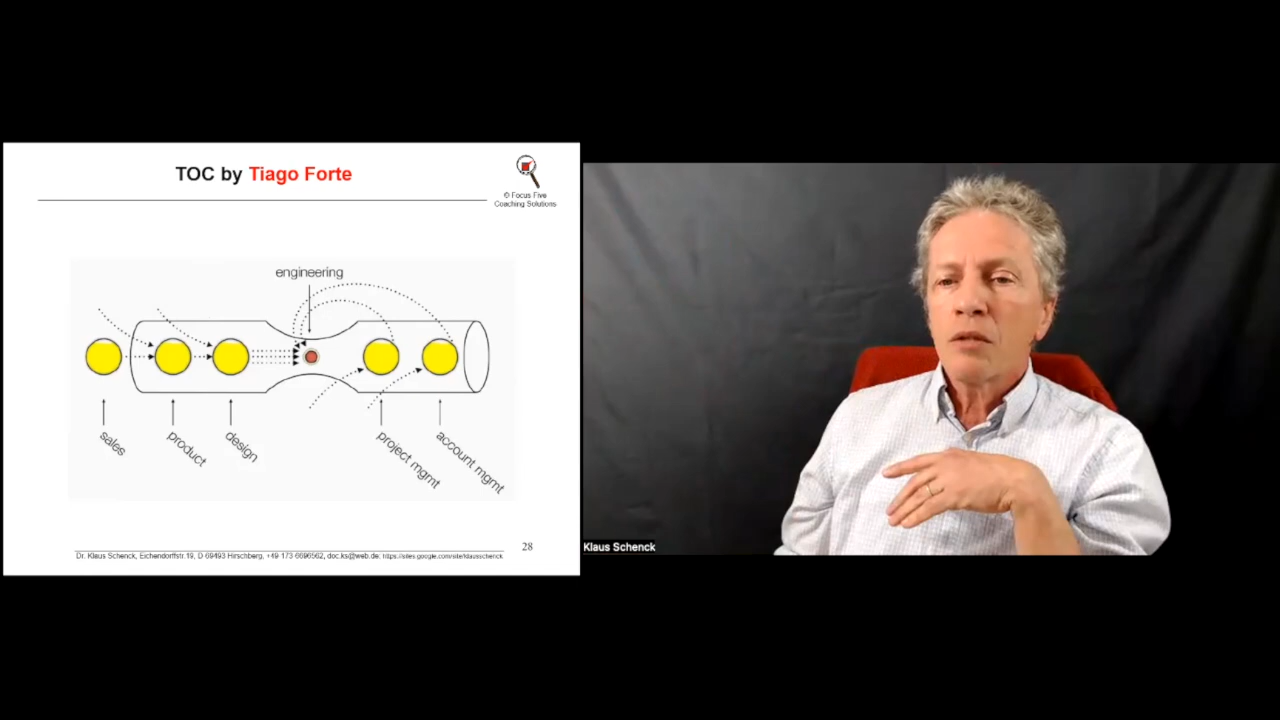 TOC by Tiago Forte
© Focus Five
Coaching Solutions
engineering
sales
product
design
project mgmt
account mgmt
Dr. Klaus Schenck, Eichendorffstr.19, D 69493 Hirschberg, +49 173 6696562, doc.ks@web.de; https://sites.google.com/site/klausschenck
28
Klaus Schenck